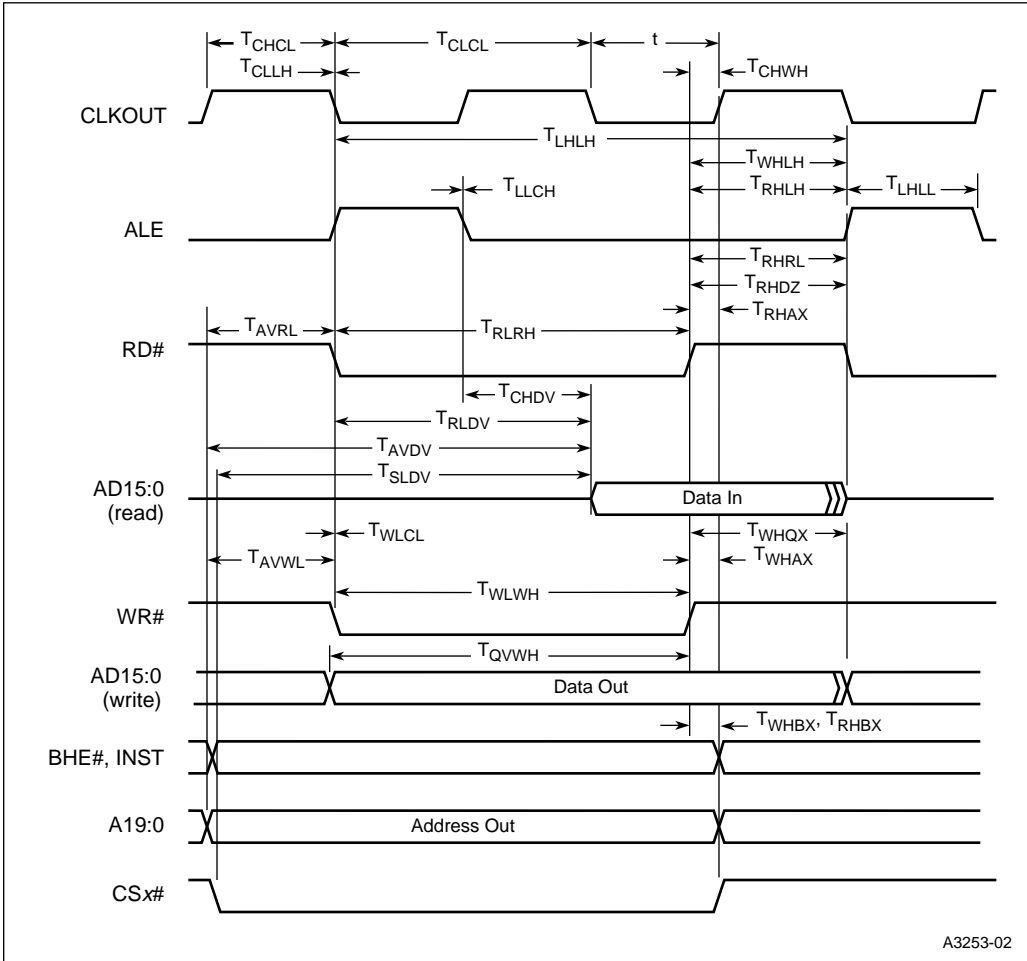 T_CHCL T_CLCL t
T_CLLH T_CHWH
CLKOUT
T_LHLH
T_WHLH
T_LLCH T_RHLH T_LHLL
ALE
T_RHRL
T_RHDZ
T_AVRL T_RLRH T_RHAX
RD#
T_CHDV
T_RLDV
T_AVDV
T_SLDV
AD15:0
(read)
Data In
T_WLCL T_WHQX
T_AVWL T_WHAX
T_WLWH
WR#
T_QVWH
AD15:0
(write)
Data Out
T_WHBX, T_RHBX
BHE#, INST
A19:0 Address Out
CSx#
A3253-02